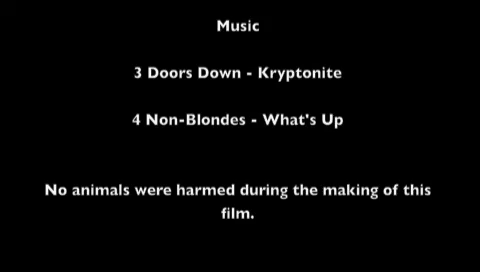 Music
3 Doors Down - Kryptonite
4 Non-Blondes - What's Up
No animals were harmed during the making of this
film.